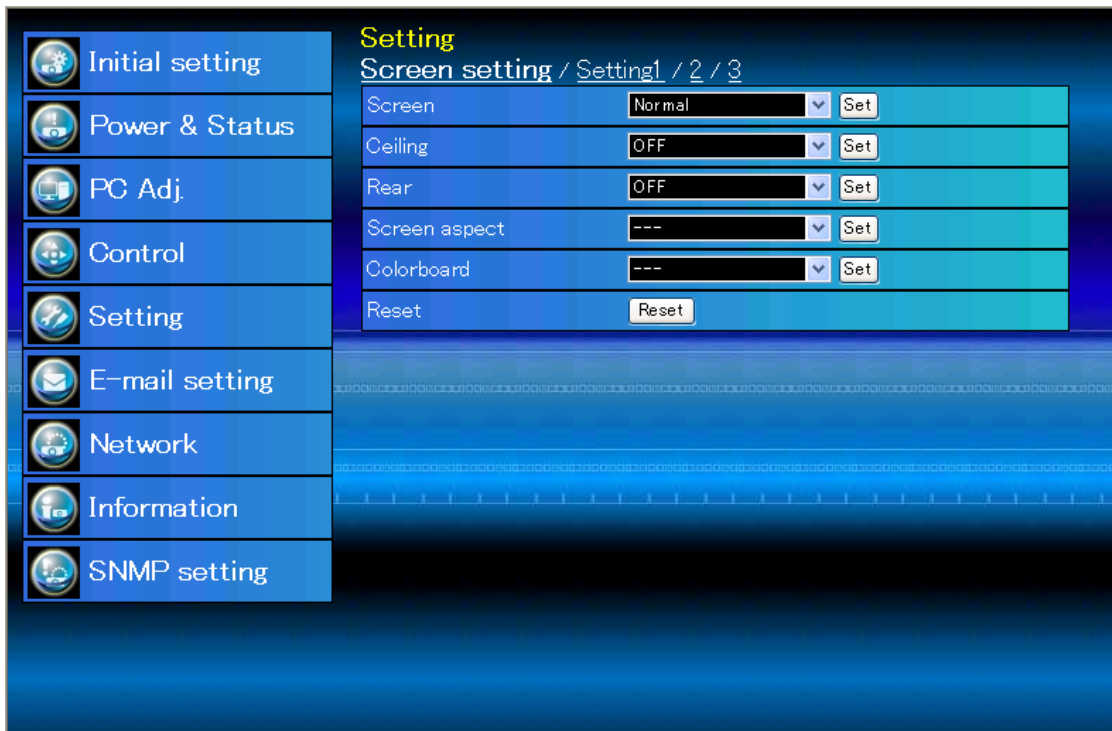 Initial setting
Power & Status
PC Adj.
Control
Setting
E-mail setting
Network
Information
SNMP setting
Setting
Screen setting / Setting1 / 2 / 3
Screen Normal Set
Ceiling OFF Set
Rear OFF Set
Screen aspect --- Set
Colorboard --- Set
Reset Reset